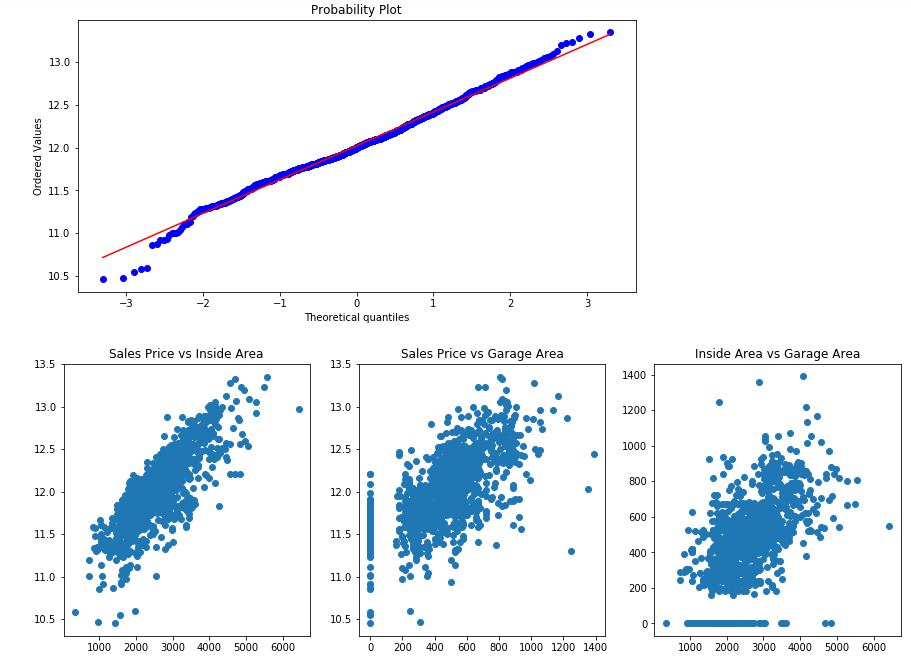 Probability Plot
13.0
12.5
12.0
11.5
11.0
10.5
Ordered Values
−3 −2 −1 0 1 2 3
Theoretical quantiles
Sales Price vs Inside Area
13.5
13.0
12.5
12.0
11.5
11.0
10.5
1000 2000 3000 4000 5000 6000
Sales Price vs Garage Area
13.5
13.0
12.5
12.0
11.5
11.0
10.5
0 200 400 600 800 1000 1200 1400
Inside Area vs Garage Area
1400
1200
1000
800
600
400
200
0
1000 2000 3000 4000 5000 6000